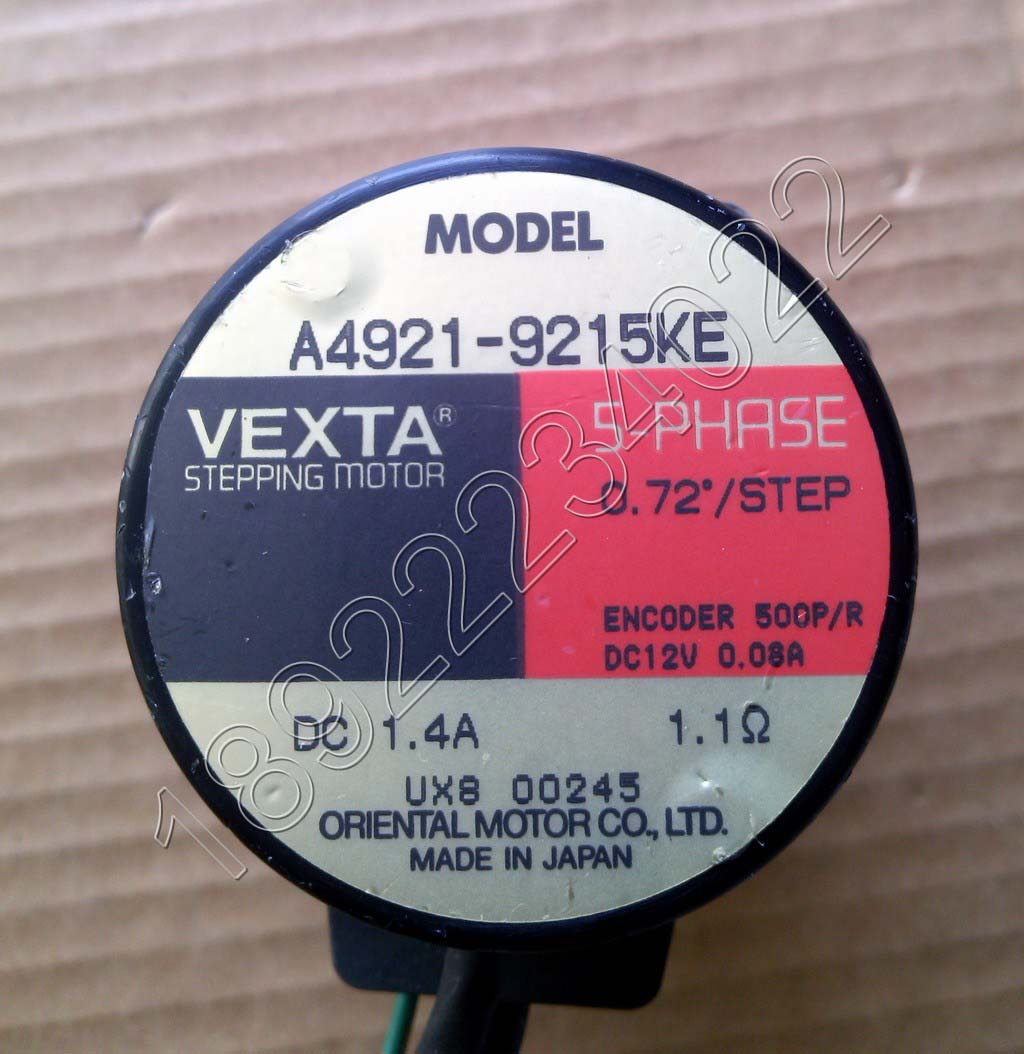 MODEL
A4921-9215KE
VEXTA®
STEPPING MOTOR
5-PHASE
0.72°/STEP
ENCODER 500P/R
DC12V 0.08A
DC 1.4A 1.1Ω
UX8 00245
ORIENTAL MOTOR CO., LTD.
MADE IN JAPAN
18922234022